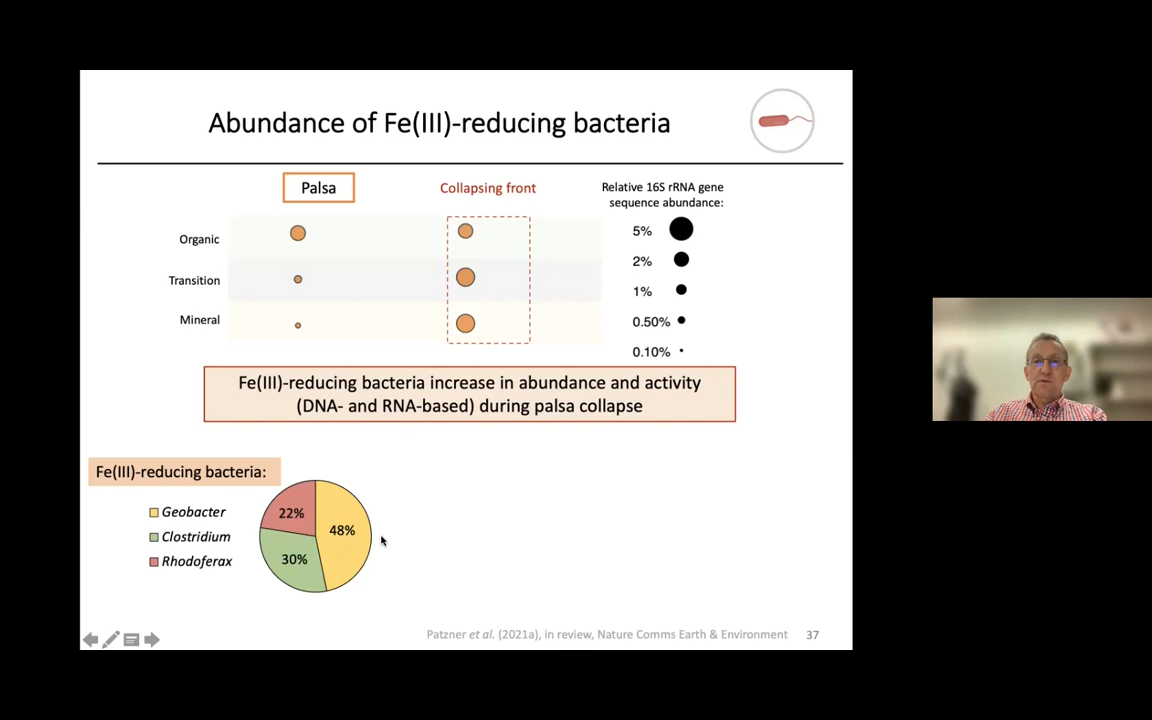 Abundance of Fe(III)-reducing bacteria
Palsa
Collapsing front
Relative 16S rRNA gene
sequence abundance:
Organic
Transition
Mineral
5%
2%
1%
0.50%
0.10%
Fe(III)-reducing bacteria increase in abundance and activity
(DNA- and RNA-based) during palsa collapse
Fe(III)-reducing bacteria:
Geobacter
Clostridium
Rhodoferax
22%
48%
30%
Patzner et al. (2021a), in review, Nature Comms Earth & Environment
37